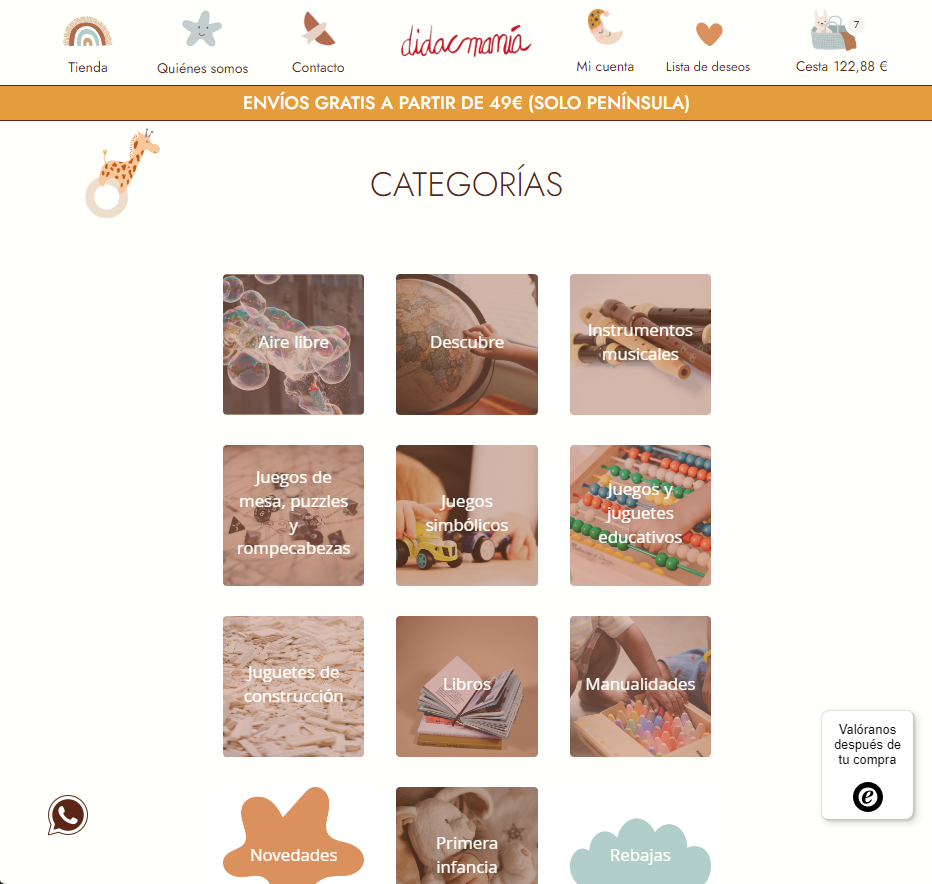 Tienda
Quiénes somos
Contacto
didacmanía
Mi cuenta
Lista de deseos
7
Cesta 122,88 €
ENVÍOS GRATIS A PARTIR DE 49€ (SOLO PENÍNSULA)
CATEGORÍAS
Aire libre
Descubre
Instrumentos
musicales
Juegos de
mesa, puzzles
y
rompecabezas
Juegos
simbólicos
Juegos y
juguetes
educativos
Juguetes de
construcción
Libros
Manualidades
Valóranos
después de
tu compra
e
Novedades
Primera
infancia
Rebajas